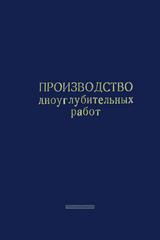 ПРОИЗВОДСТВО
дноуглубительных
работ